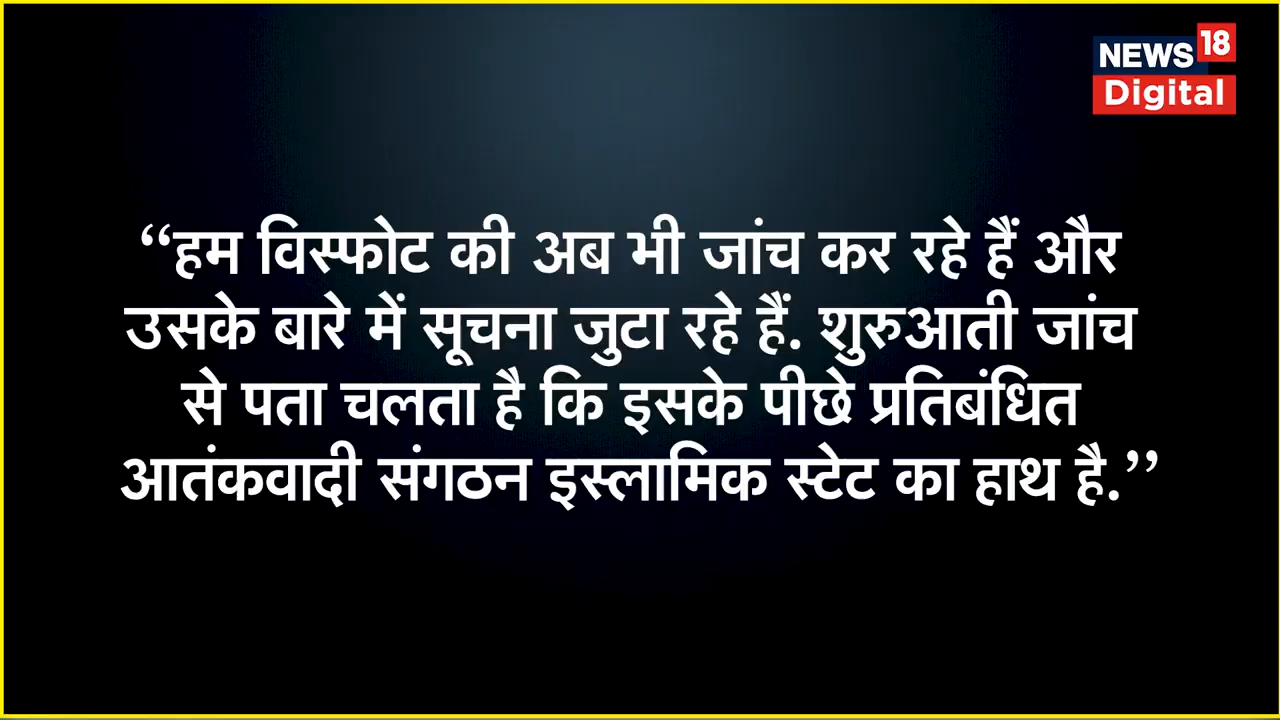 NEWS 18
Digital
“हम विस्फोट की अब भी जांच कर रहे हैं और
उसके बारे में सूचना जुटा रहे हैं. शुरुआती जांच
से पता चलता है कि इसके पीछे प्रतिबंधित
आतंकवादी संगठन इस्लामिक स्टेट का हाथ है.’’